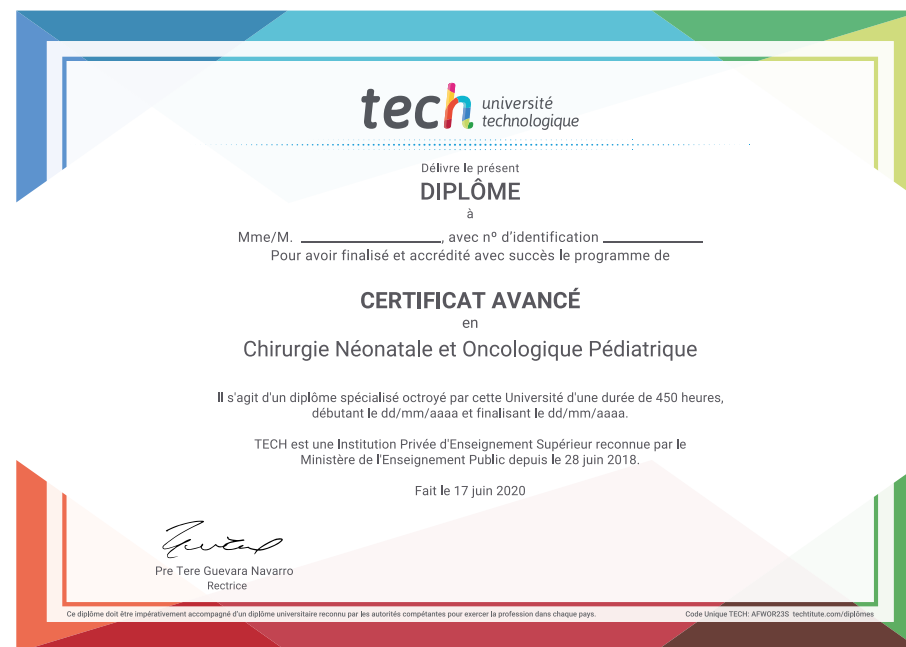 tech université
technologique
Délivre le présent
DIPLÔME
à
Mme/M. ____________________, avec nº d'identification ______________
Pour avoir finalisé et accrédité avec succès le programme de
CERTIFICAT AVANCÉ
en
Chirurgie Néonatale et Oncologique Pédiatrique
Il s'agit d'un diplôme spécialisé octroyé par cette Université d'une durée de 450 heures,
débutant le dd/mm/aaaa et finalisant le dd/mm/aaaa.
TECH est une Institution Privée d'Enseignement Supérieur reconnue par le
Ministère de l'Enseignement Public depuis le 28 juin 2018.
Fait le 17 juin 2020
Pre Tere Guevara Navarro
Rectrice
Ce diplôme doit être impérativement accompagné d'un diplôme universitaire reconnu par les autorités compétantes pour exercer la profession dans chaque pays.
Code Unique TECH: AFWOR23S techtitute.com/diplômes